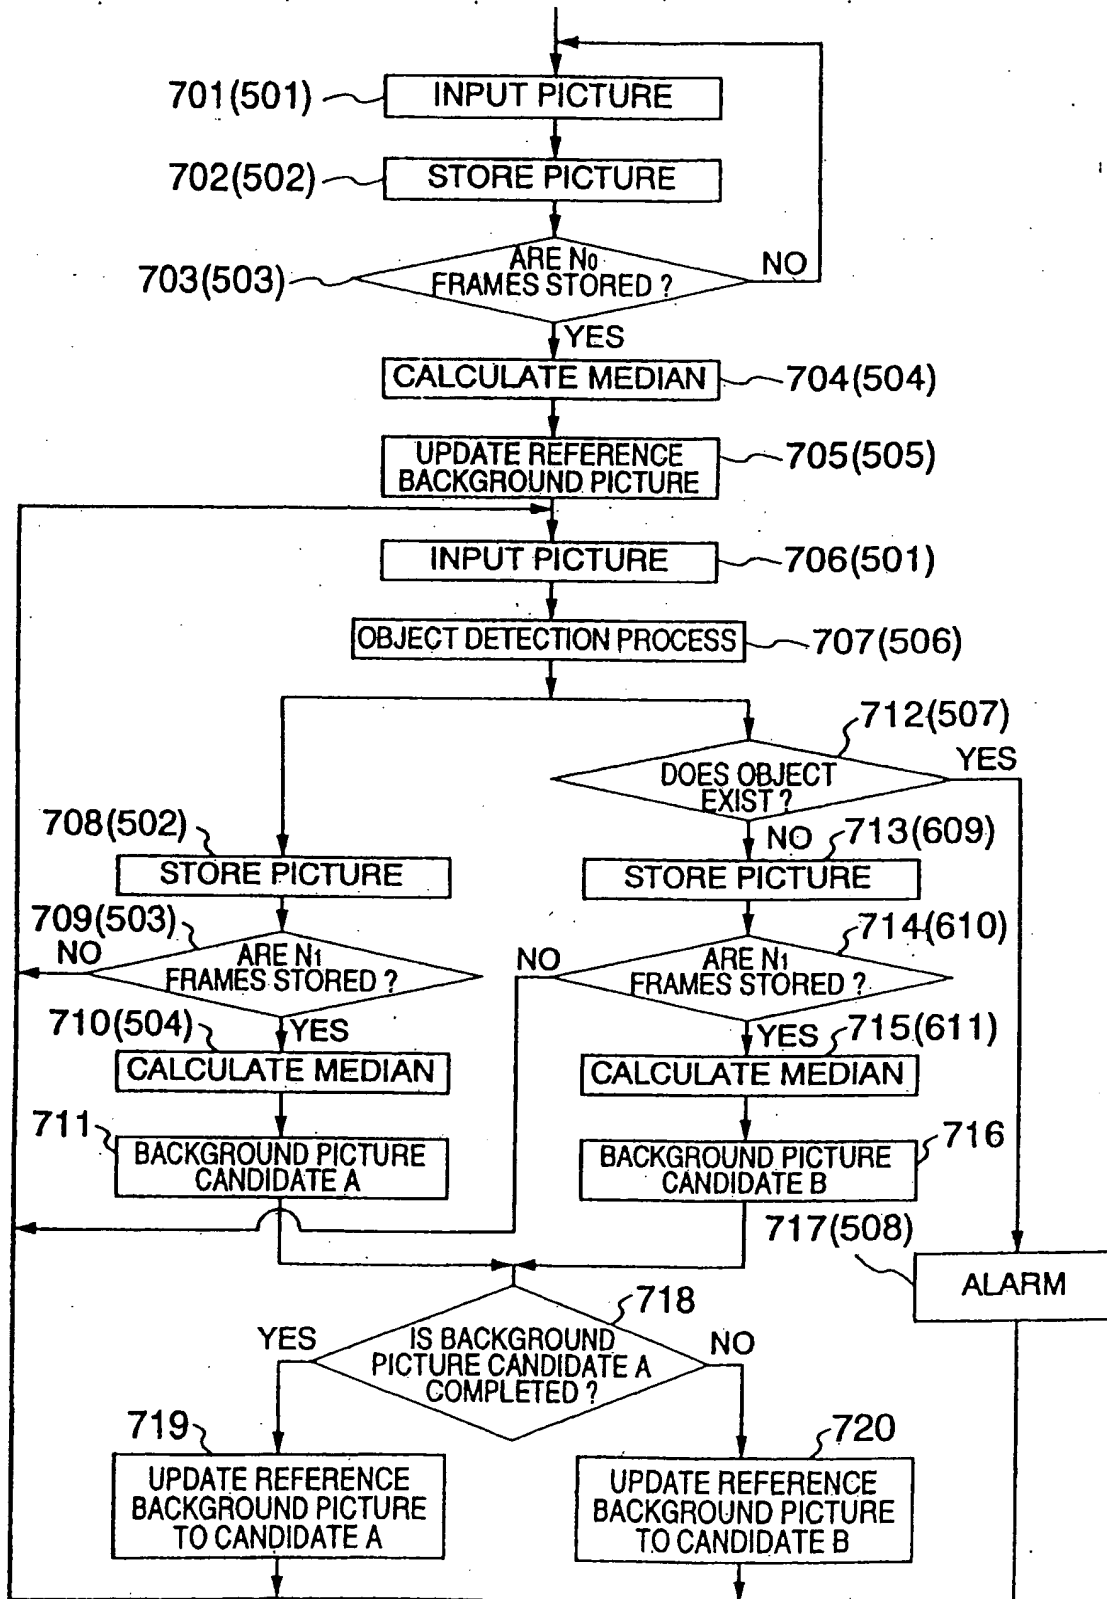 701(501)
INPUT PICTURE
702(502)
STORE PICTURE
703(503)
ARE N0
FRAMES STORED ?
NO
YES
CALCULATE MEDIAN
704(504)
UPDATE REFERENCE
BACKGROUND PICTURE
705(505)
INPUT PICTURE
706(501)
OBJECT DETECTION PROCESS
707(506)
712(507)
DOES OBJECT
EXIST ?
YES
NO
708(502)
STORE PICTURE
713(609)
STORE PICTURE
709(503)
NO
ARE N1
FRAMES STORED ?
714(610)
NO
ARE N1
FRAMES STORED ?
710(504)
YES
CALCULATE MEDIAN
YES
715(611)
CALCULATE MEDIAN
711
BACKGROUND PICTURE
CANDIDATE A
716
BACKGROUND PICTURE
CANDIDATE B
717(508)
ALARM
718
YES
IS BACKGROUND
PICTURE CANDIDATE A
COMPLETED ?
NO
719
UPDATE REFERENCE
BACKGROUND PICTURE
TO CANDIDATE A
720
UPDATE REFERENCE
BACKGROUND PICTURE
TO CANDIDATE B